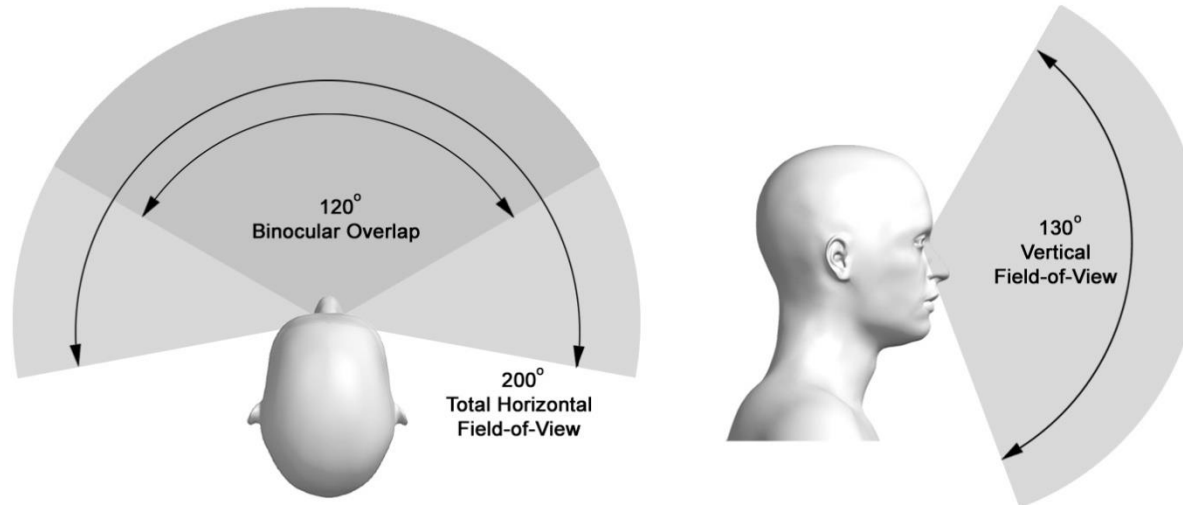 120°
Binocular Overlap
200°
Total Horizontal
Field-of-View
130°
Vertical
Field-of-View